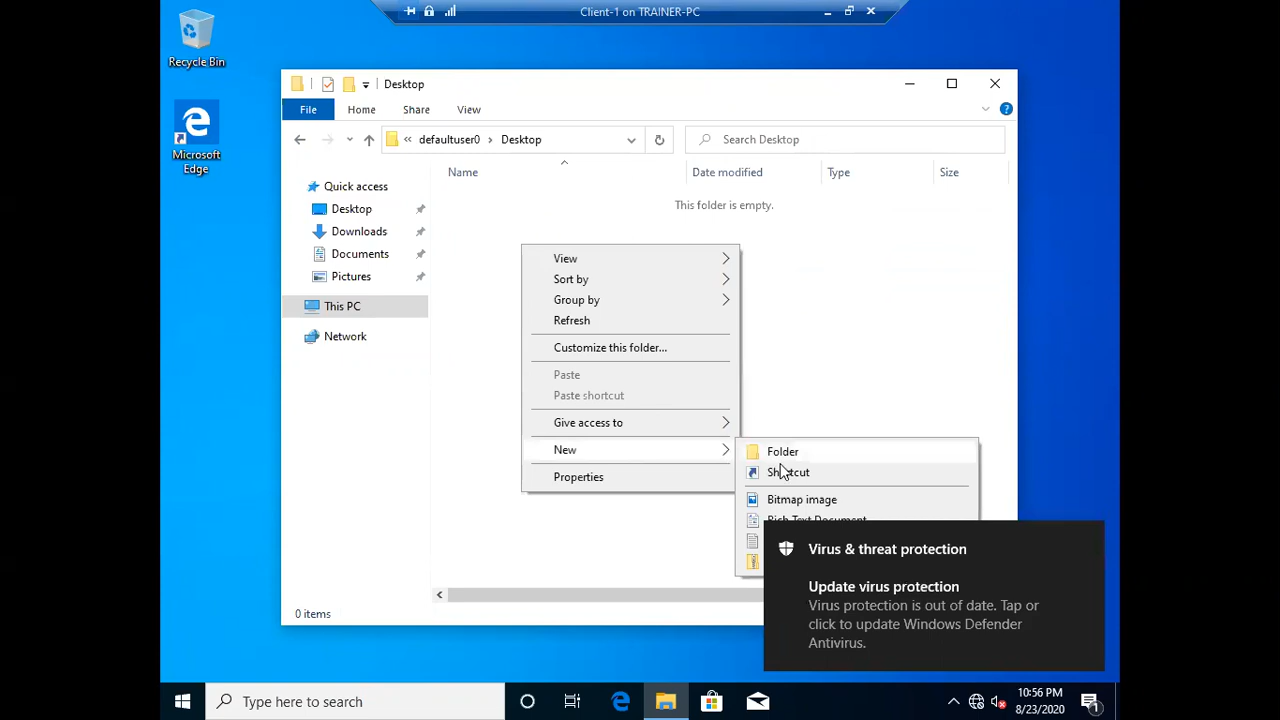 Client-1 on TRAINER-PC
Recycle Bin
Microsoft
Edge
Desktop
File
Home
Share
View
defaultuser0
Desktop
Search Desktop
Name
Date modified
Type
Size
This folder is empty.
Quick access
Desktop
Downloads
Documents
Pictures
This PC
Network
View
Sort by
Group by
Refresh
Customize this folder...
Paste
Paste shortcut
Give access to
New
Properties
Folder
Shortcut
Bitmap image
Rich Text Document
Virus & threat protection
Update virus protection
Virus protection is out of date. Tap or
click to update Windows Defender
Antivirus.
0 items
Type here to search
10:56 PM
8/23/2020
1